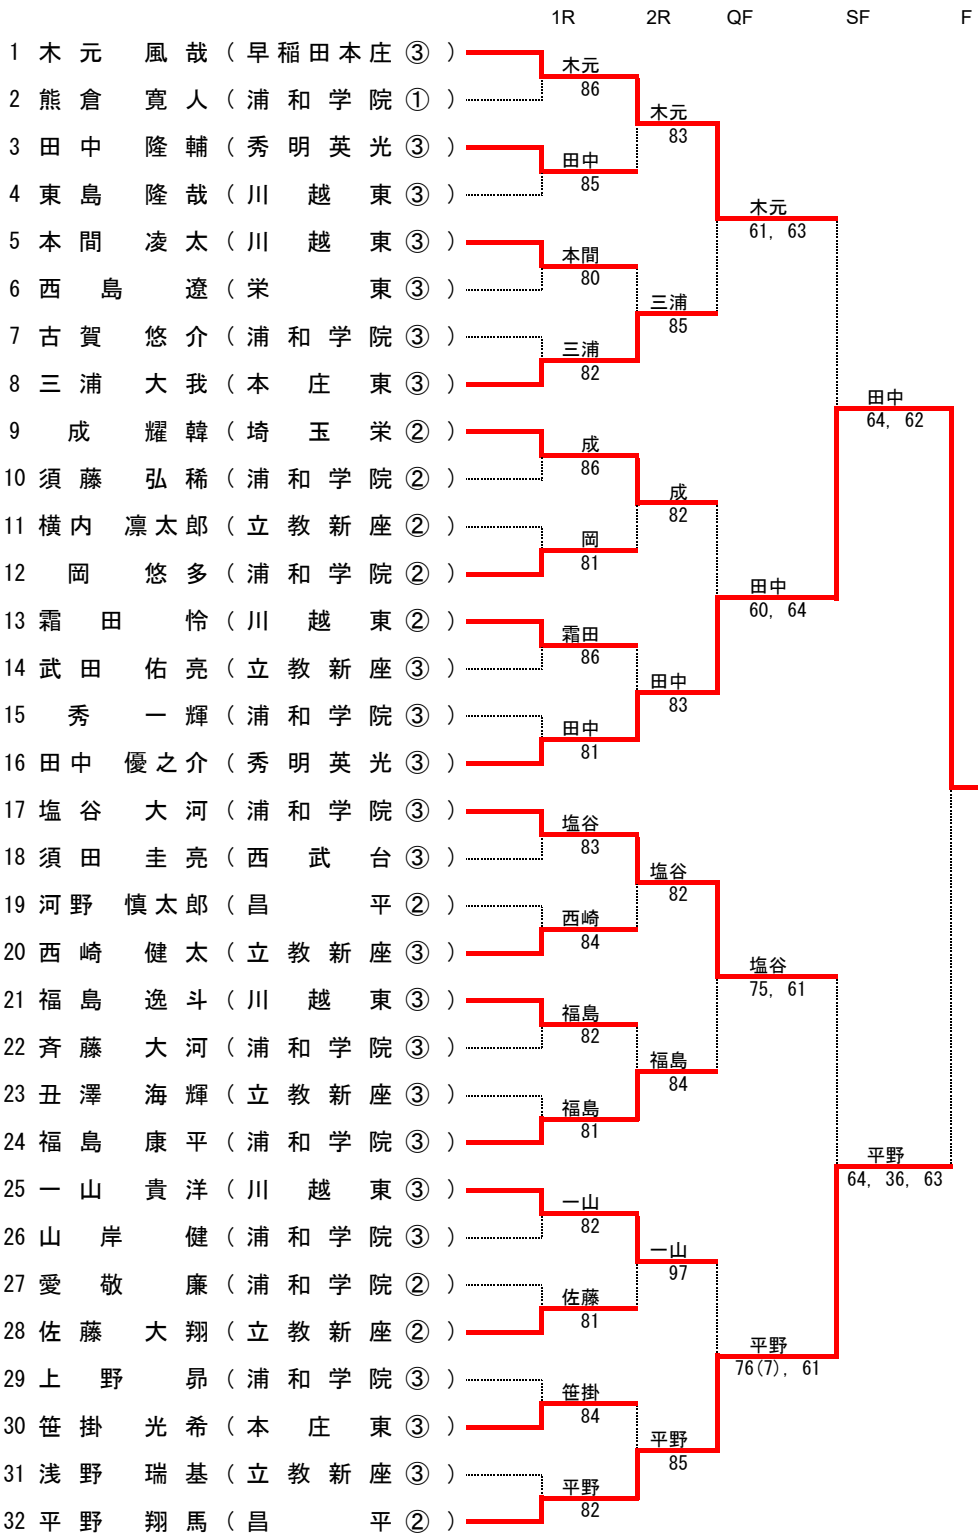 1R 2R QF SF F
1 木元 風哉 (早稲田本庄 ③)
木元
86
2 熊倉 寛人 (浦和学院 ①)
木元
83
3 田中 隆輔 (秀明英光 ③)
田中
85
4 東島 隆哉 (川越東 ③)
木元
61, 63
5 本間 凌太 (川越東 ③)
本間
80
6 西島 遼 (栄東 ③)
三浦
85
7 古賀 悠介 (浦和学院 ③)
三浦
82
8 三浦 大我 (本庄東 ③)
田中
64, 62
9 成 耀韓 (埼玉栄 ②)
成
86
10 須藤 弘稀 (浦和学院 ②)
成
82
11 横内 凛太郎 (立教新座 ②)
岡
81
12 岡 悠多 (浦和学院 ②)
田中
60, 64
13 霜田 怜 (川越東 ②)
霜田
86
14 武田 佑亮 (立教新座 ③)
田中
83
15 秀 一輝 (浦和学院 ③)
田中
81
16 田中 優之介 (秀明英光 ③)
17 塩谷 大河 (浦和学院 ③)
塩谷
83
18 須田 圭亮 (西武台 ③)
塩谷
82
19 河野 慎太郎 (昌平 ②)
西崎
84
20 西崎 健太 (立教新座 ③)
塩谷
75, 61
21 福島 逸斗 (川越東 ③)
福島
82
22 斉藤 大河 (浦和学院 ③)
福島
84
23 丑澤 海輝 (立教新座 ③)
福島
81
24 福島 康平 (浦和学院 ③)
平野
64, 36, 63
25 一山 貴洋 (川越東 ③)
一山
82
26 山岸 健 (浦和学院 ③)
一山
97
27 愛敬 廉 (浦和学院 ②)
佐藤
81
28 佐藤 大翔 (立教新座 ②)
平野
76(7), 61
29 上野 昴 (浦和学院 ③)
笹掛
84
30 笹掛 光希 (本庄東 ③)
平野
85
31 浅野 瑞基 (立教新座 ③)
平野
82
32 平野 翔馬 (昌平 ②)